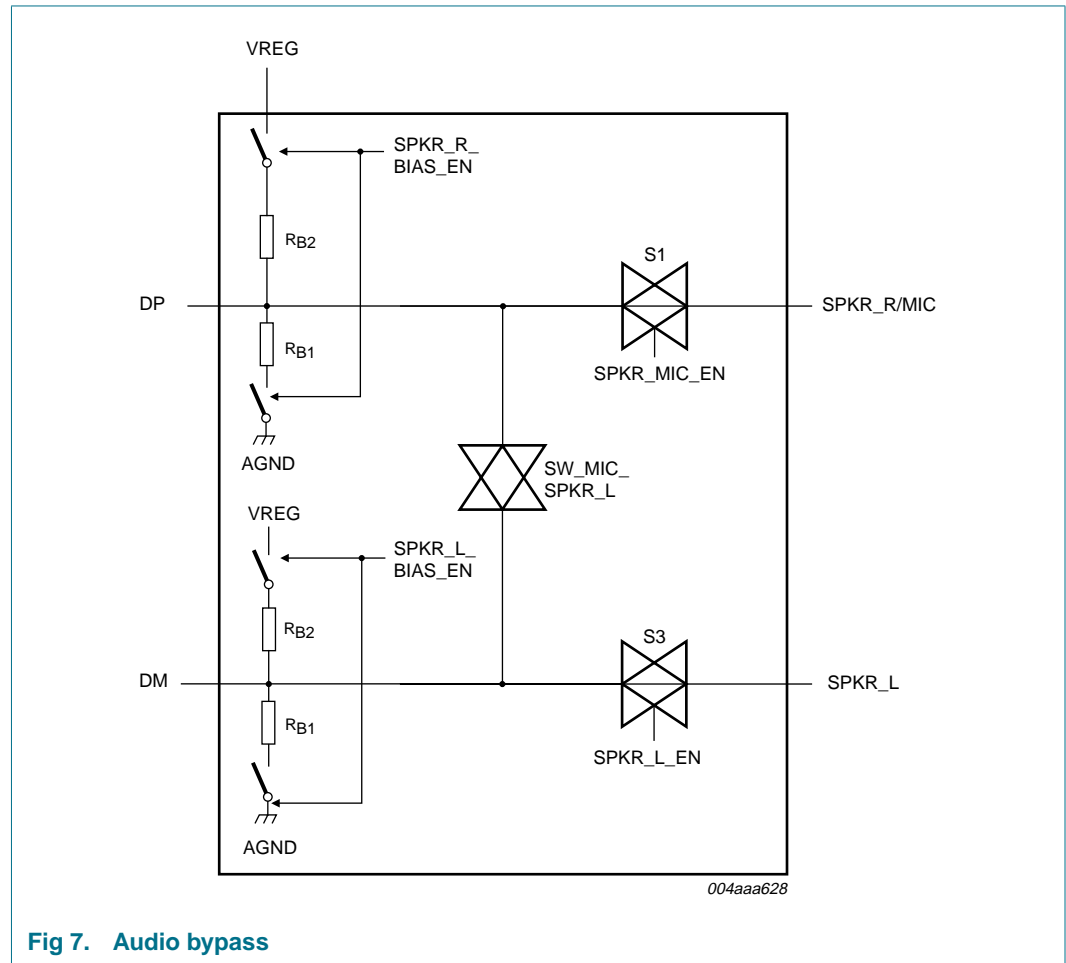 VREG
SPKR_R_
BIAS_EN
RB2
S1
DP
SPKR_R/MIC
RB1
SPKR_MIC_EN
AGND
SW_MIC_
SPKR_L
VREG
SPKR_L_
BIAS_EN
RB2
S3
DM
SPKR_L
RB1
SPKR_L_EN
AGND
004aaa628
Fig 7. Audio bypass